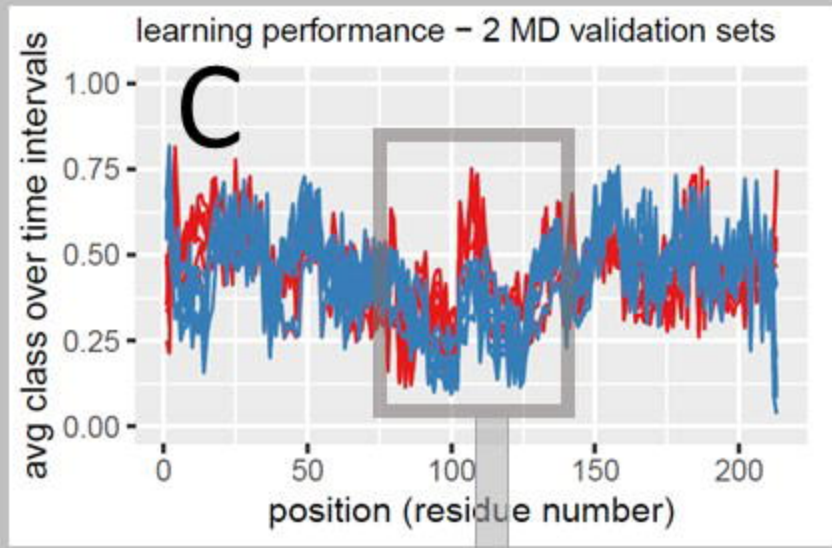 learning performance − 2 MD validation sets
C
avg class over time intervals
1.00
0.75
0.50
0.25
0.00
0 50 100 150 200
position (residue number)